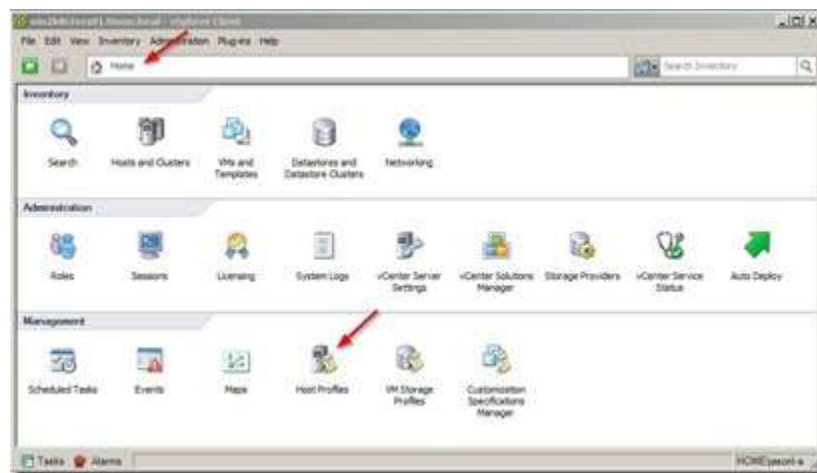 vSphere Client
File Edit View Inventory Administration Plug-ins Help
Home
Search Inventory
Inventory
Search
Hosts and Clusters
VMs and
Templates
Datastores and
Datastore Clusters
Networking
Administration
Roles
Sessions
Licensing
System Logs
vCenter Server
Settings
vCenter Solutions
Manager
Storage Providers
vCenter Service
Status
Auto Deploy
Management
Scheduled Tasks
Events
Maps
Host Profiles
VM Storage
Profiles
Customization
Specifications
Manager
Tasks Alarms